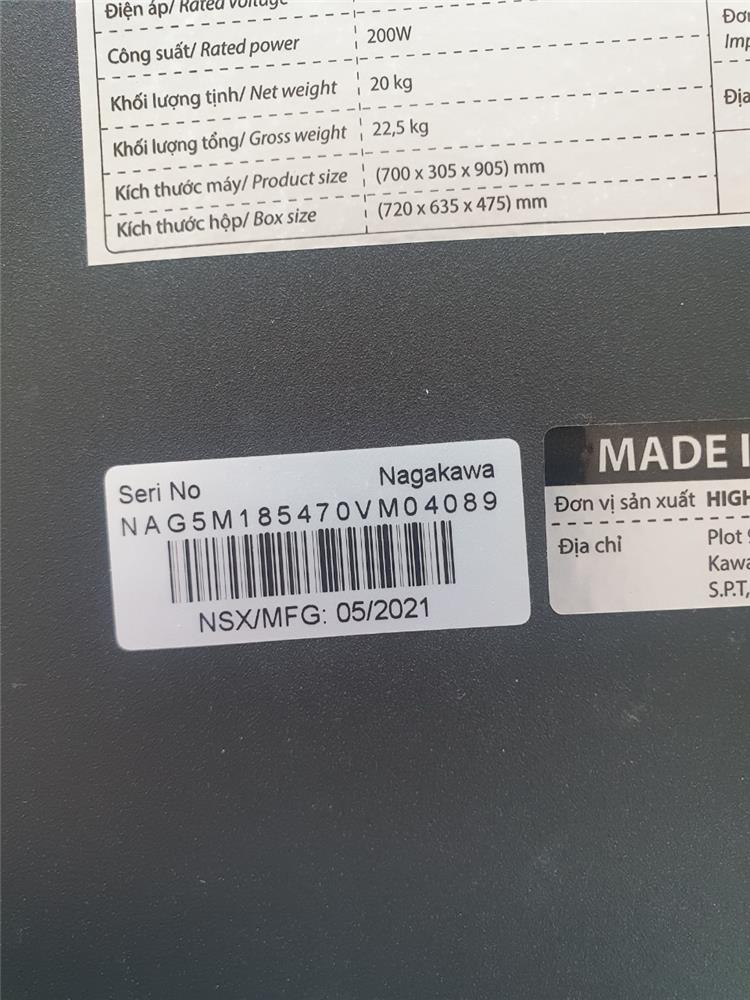 Điện áp/ Rated voltage
Công suất/ Rated power 200W
Khối lượng tịnh/ Net weight 20 kg
Khối lượng tổng/ Gross weight 22,5 kg
Kích thước máy/ Product size (700 x 305 x 905) mm
Kích thước hộp/ Box size (720 x 635 x 475) mm
Địa
Seri No Nagakawa
NAG5M185470VM04089
NSX/MFG: 05/2021
MADE
Đơn vị sản xuất HIGH
Địa chỉ Plot
Kawa
S.P.T,